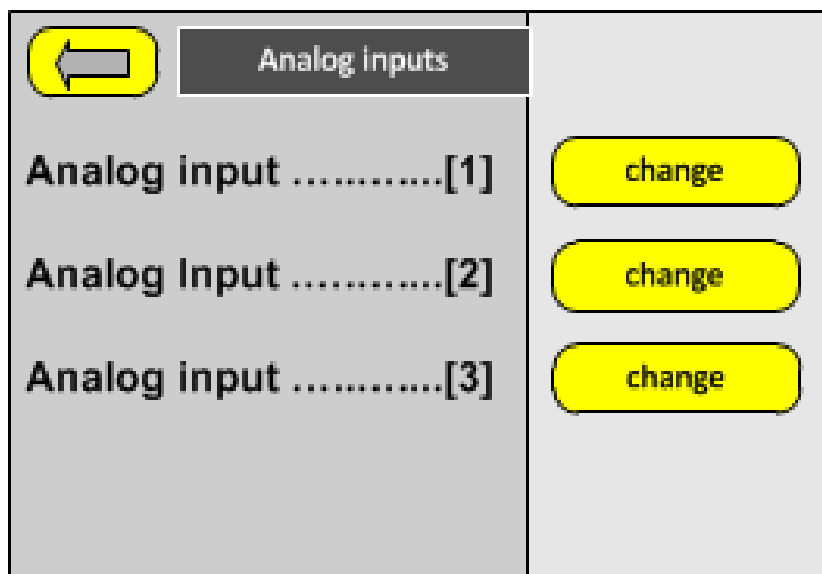 Analog inputs
Analog input ............[1] change
Analog Input ............[2] change
Analog input ............[3] change